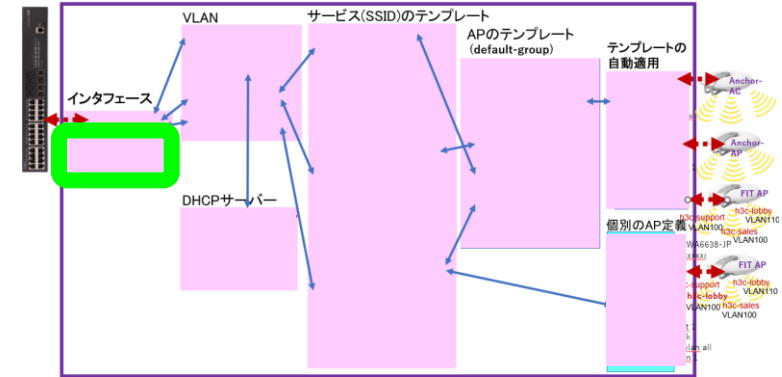 VLAN
サービス(SSID)のテンプレート
APのテンプレート
(default-group)
テンプレートの
自動適用
インタフェース
DHCPサーバー
個別のAP定義
Anchor-
AC
Anchor-
AP
FIT AP
h3c-support
h3c-lobby
VLAN110
VLAN100
h3c-sales
VLAN100
WA6638-JP
FIT AP
c-support
h3c-lobby
VLAN110
h3c-lobby
VLAN100
h3c-sales
VLAN100
vlan all